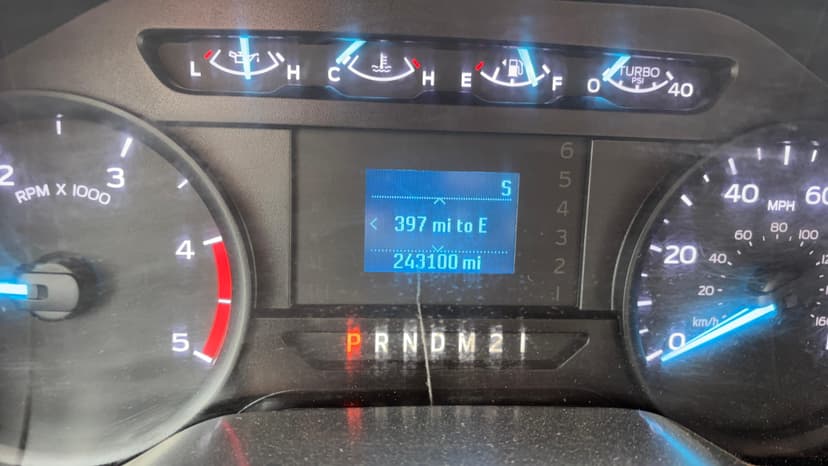 L H C H E F 0 TURBO 40
PSI
2 3 4 5
RPM X 1000
S
397 mi to E
243100 mi
6
5
4
3
2
1
P R N D M 2 1
0 20 40 60
MPH
km/h 20 40 60 80 100